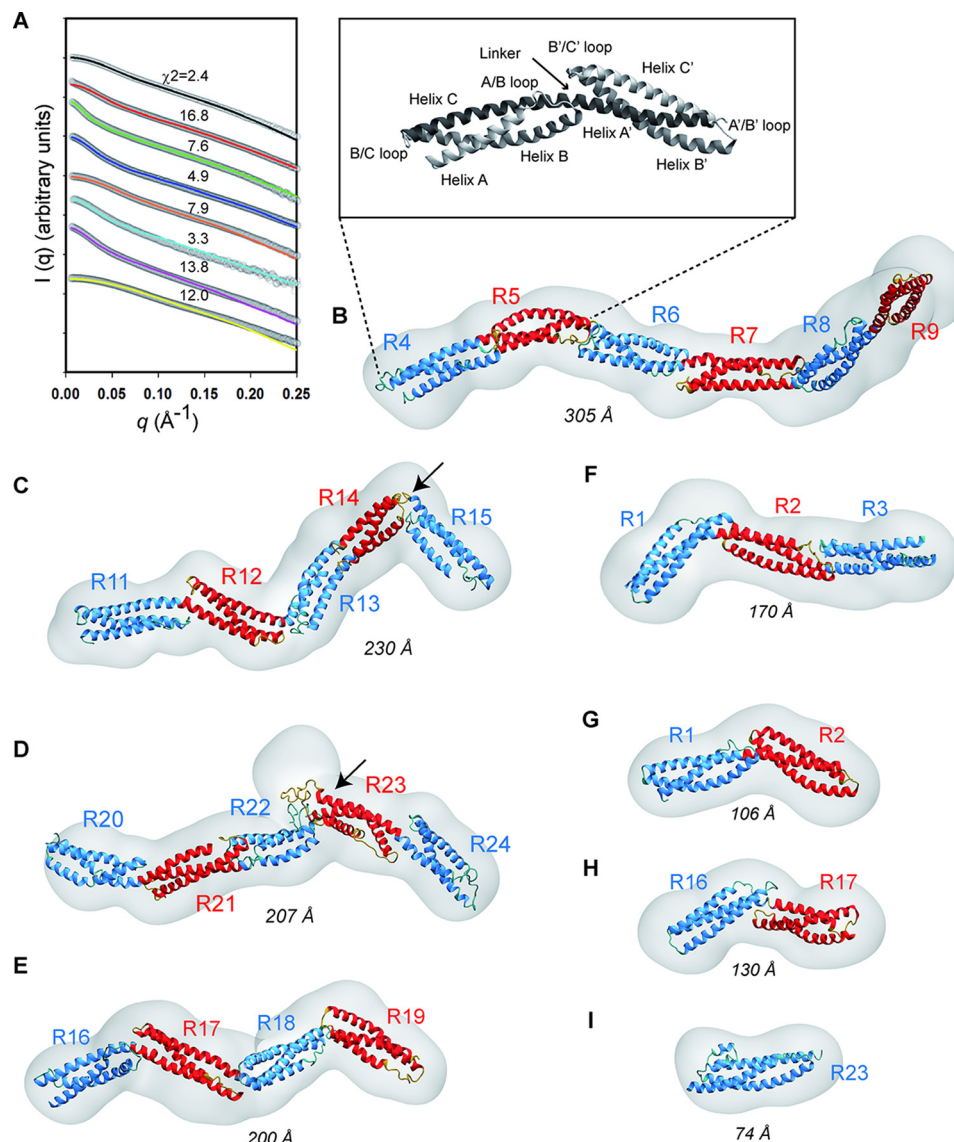 A
I (q) (arbitrary units)
χ2=2.4
16.8
7.6
4.9
7.9
3.3
13.8
12.0
0.00 0.05 0.10 0.15 0.20 0.25
q (Å-1)
B'/C' loop
Linker
Helix C'
A/B loop
Helix C
A'/B' loop
Helix A'
B/C loop
Helix B
Helix B'
Helix A
B
R4
R5
R6
R7
R8
R9
305 Å
C
R11
R12
R13
R14
R15
230 Å
F
R1
R2
R3
170 Å
D
R20
R21
R22
R23
R24
207 Å
G
R1
R2
106 Å
H
R16
R17
130 Å
E
R16
R17
R18
R19
200 Å
I
R23
74 Å